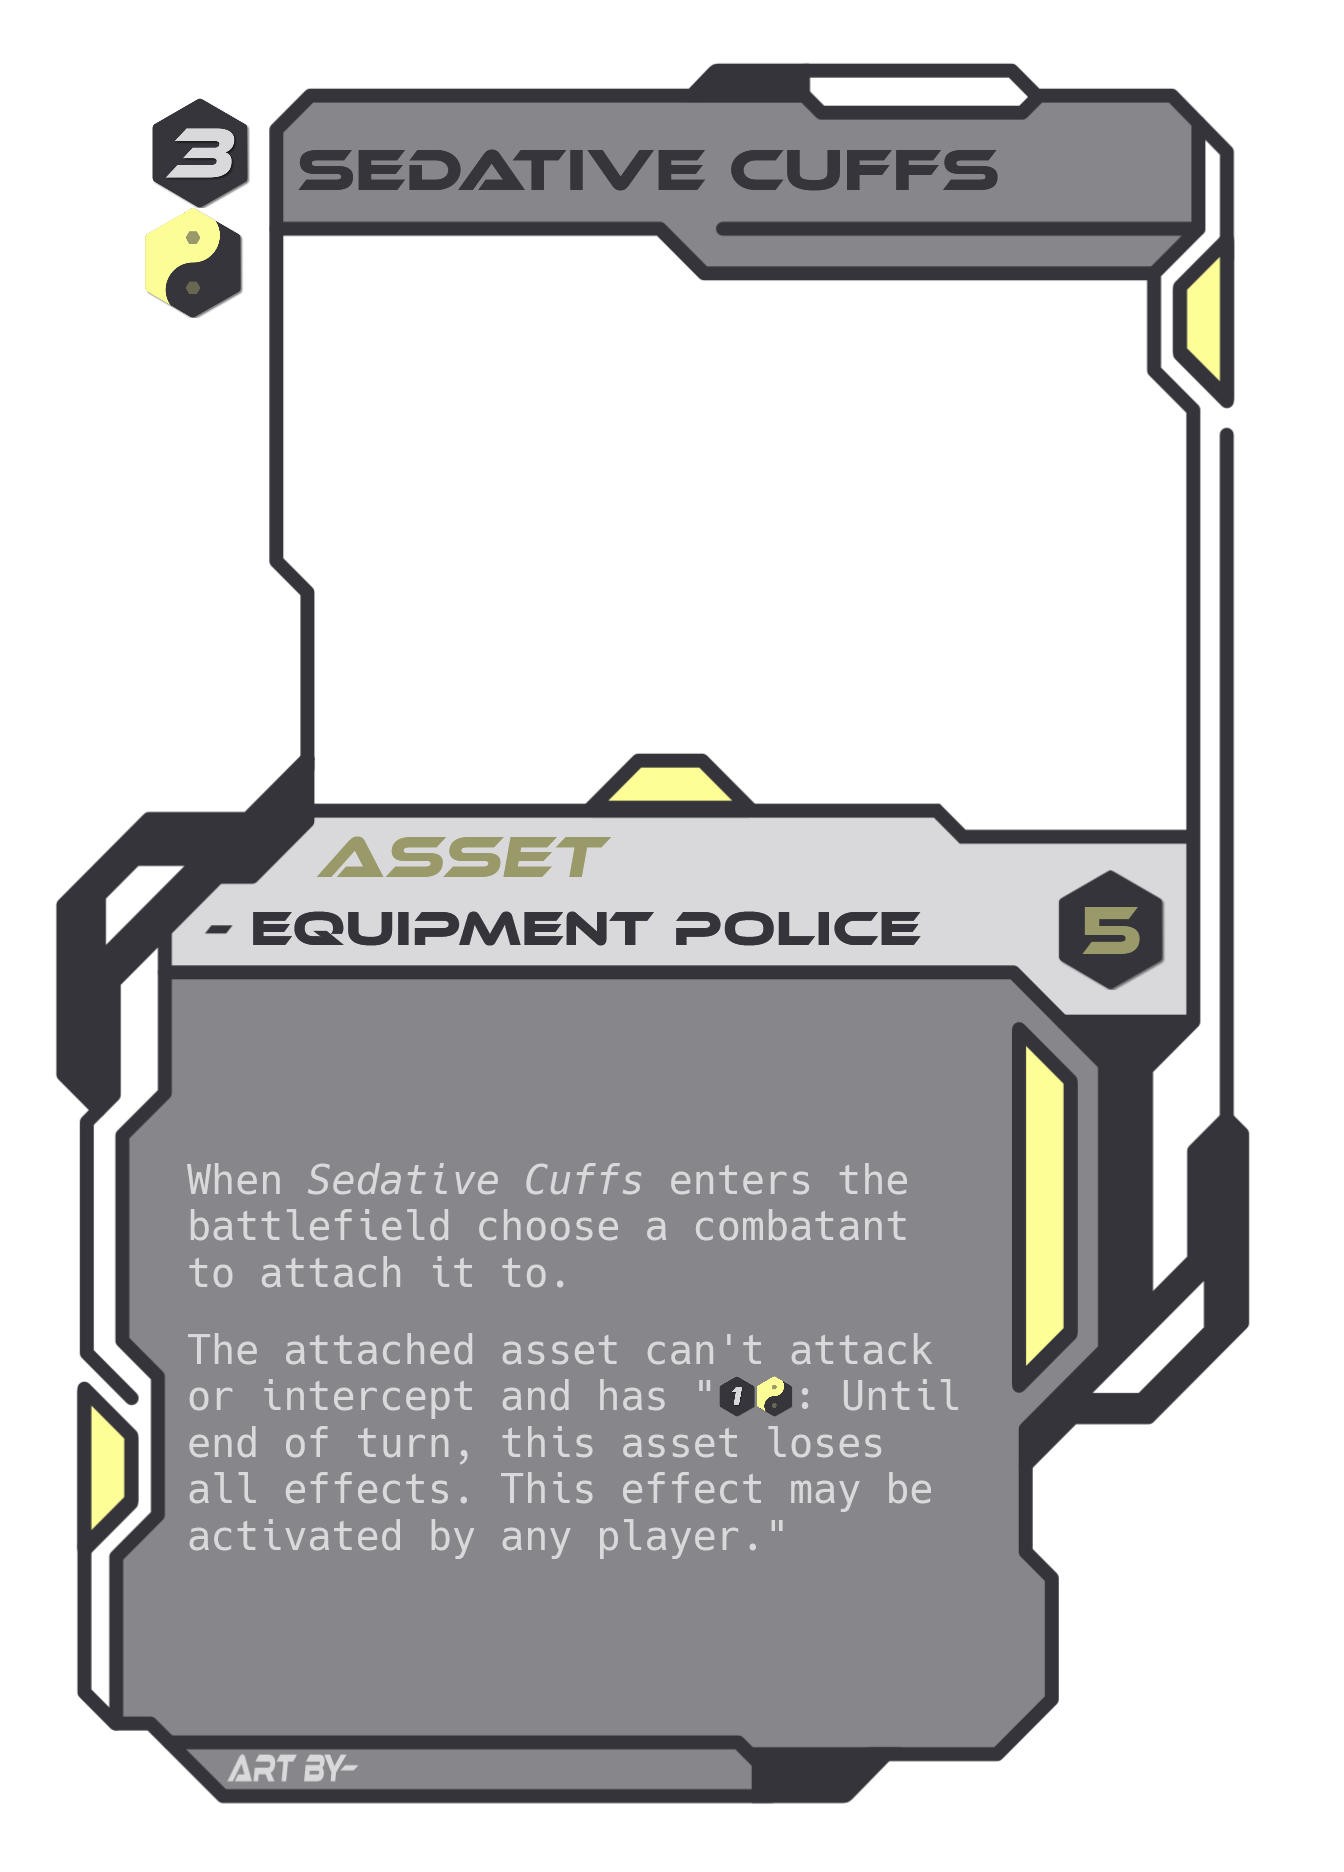 3
SEDATIVE CUFFS
ASSET
- EQUIPMENT POLICE
5
When Sedative Cuffs enters the
battlefield choose a combatant
to attach it to.
The attached asset can't attack
or intercept and has "1: Until
end of turn, this asset loses
all effects. This effect may be
activated by any player."
ART BY-